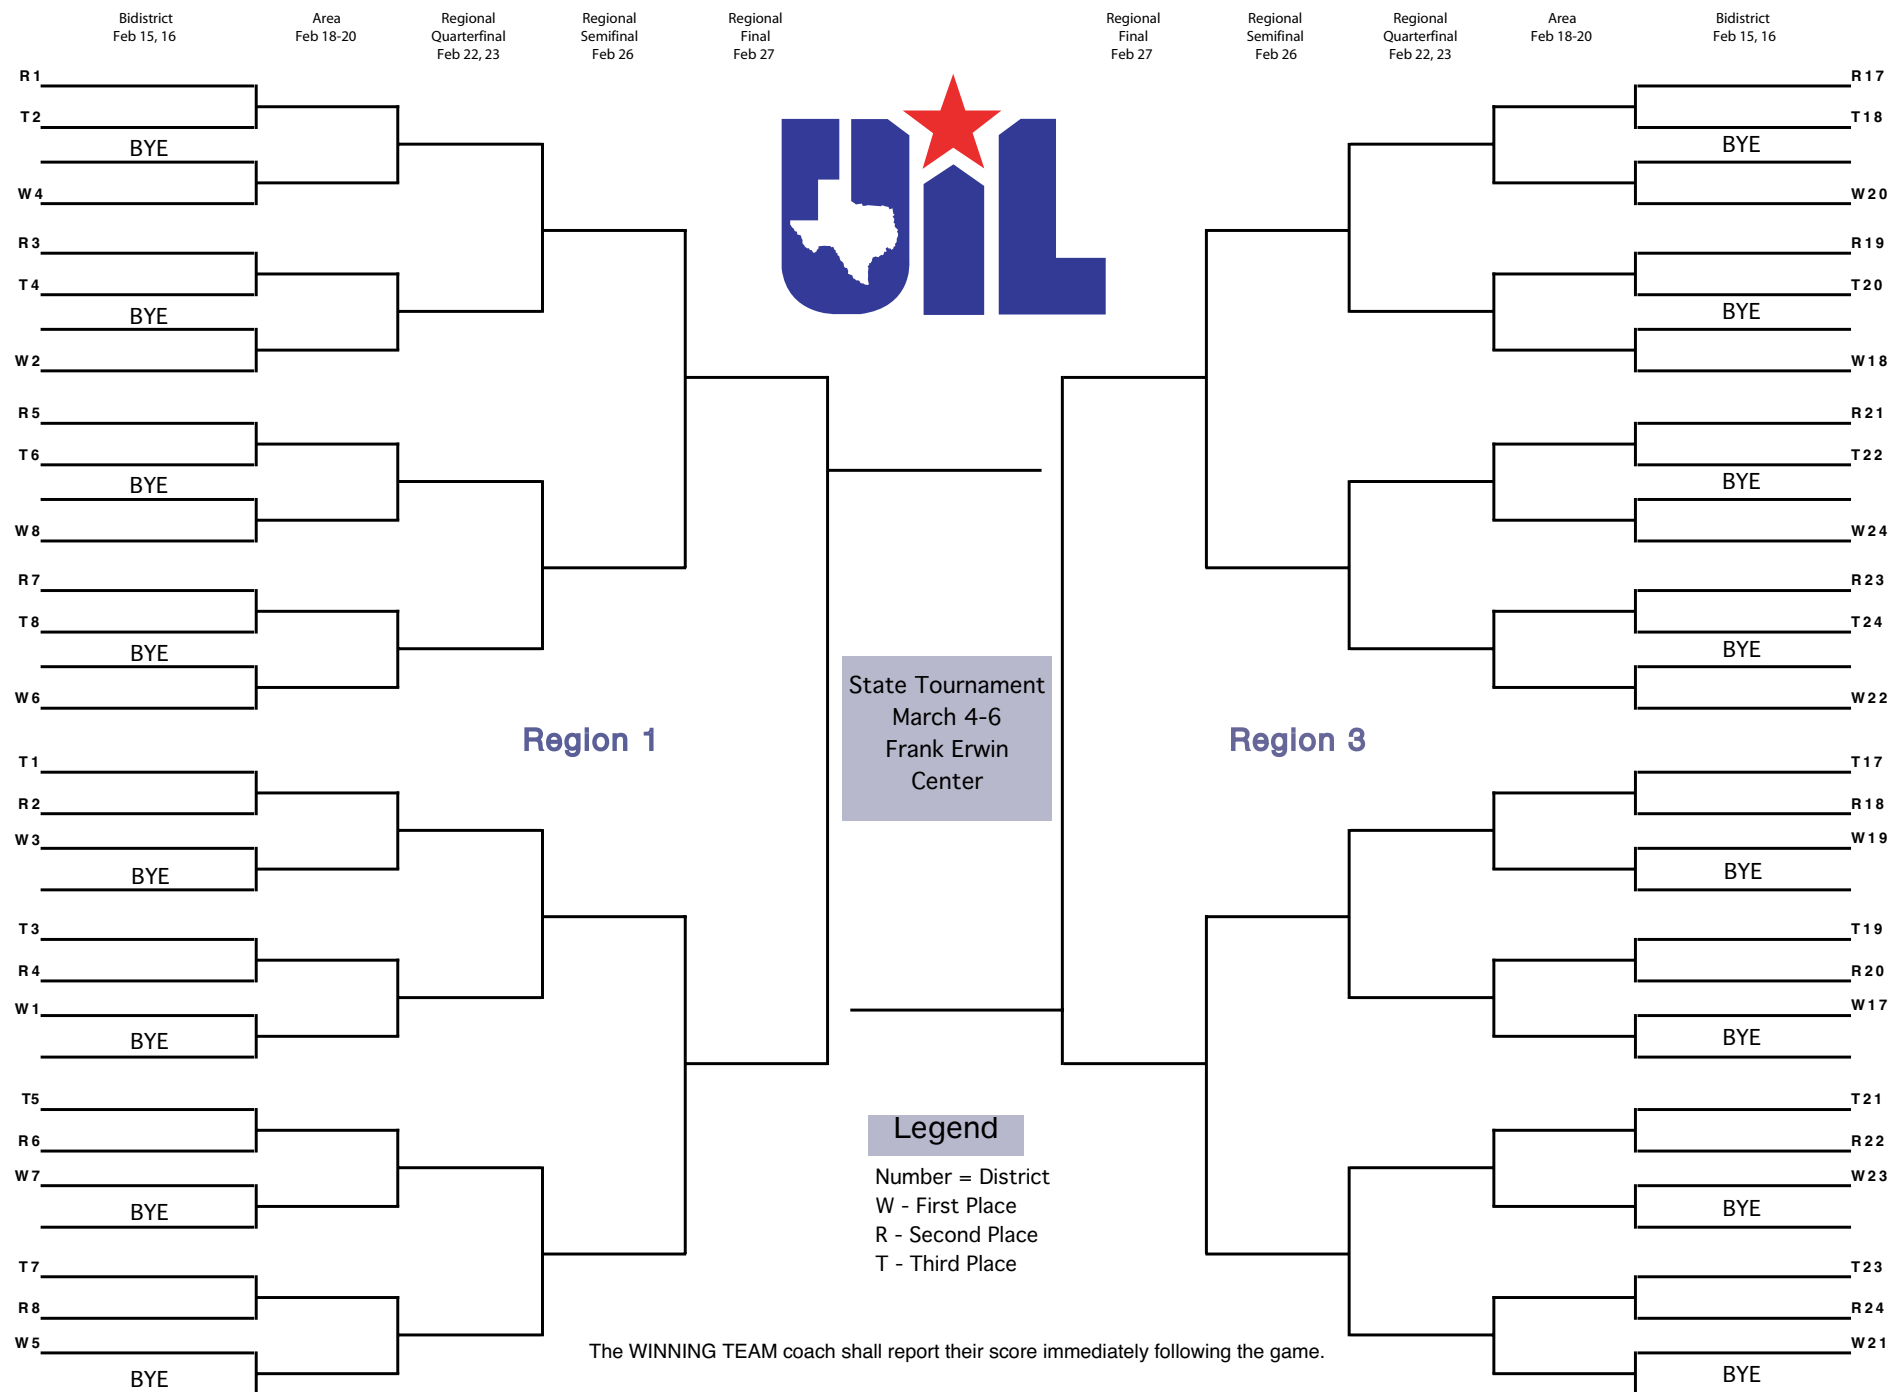 Bidistrict
Feb 15, 16
Area
Feb 18-20
Regional
Quarterfinal
Feb 22, 23
Regional
Semifinal
Feb 26
Regional
Final
Feb 27
Regional
Final
Feb 27
Regional
Semifinal
Feb 26
Regional
Quarterfinal
Feb 22, 23
Area
Feb 18-20
Bidistrict
Feb 15, 16
UIL
R 1
T 2
BYE
W 4
R 3
T 4
BYE
W 2
R 5
T 6
BYE
W 8
R 7
T 8
BYE
W 6
Region 1
T 1
R 2
W 3
BYE
T 3
R 4
W 1
BYE
T5
R 6
W 7
BYE
T 7
R 8
W 5
BYE
State Tournament
March 4-6
Frank Erwin
Center
Legend
Number = District
W - First Place
R - Second Place
T - Third Place
The WINNING TEAM coach shall report their score immediately following the game.
R 17
T 18
BYE
W 20
R 19
T 20
BYE
W 18
R 21
T 22
BYE
W 24
R 23
T 24
BYE
W 22
Region 3
T 17
R 18
W 19
BYE
T 19
R 20
W 17
BYE
T 21
R 22
W 23
BYE
T 23
R 24
W 21
BYE